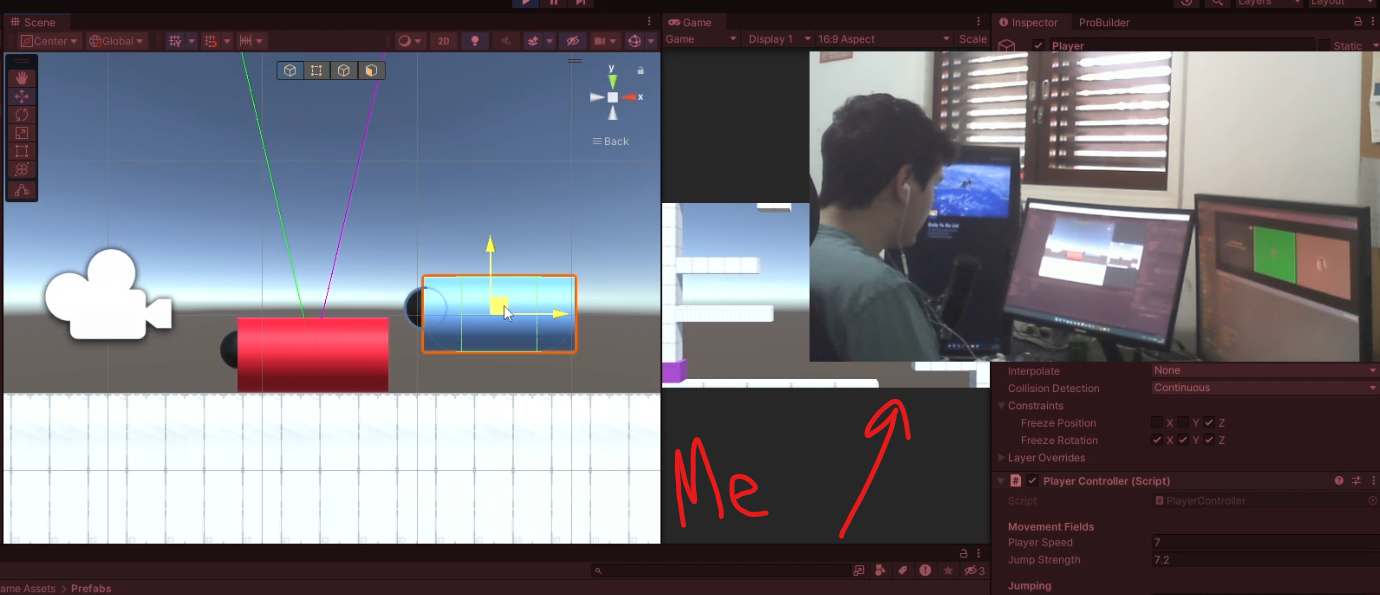 Layers
Layout
Scene
Game
Inspector
ProBuilder
Center
Global
2D
Game
Display 1
16:9 Aspect
Scale
Player
Static
y
x
Back
Interpolate
None
Collision Detection
Continuous
Constraints
Freeze Position
X
Y
Z
Freeze Rotation
X
Y
Z
Layer Overrides
Me
# Player Controller (Script)
Script
PlayerController
Movement Fields
Player Speed
7
Jump Strength
7.2
3
Jumping
ame Assets > Prefabs